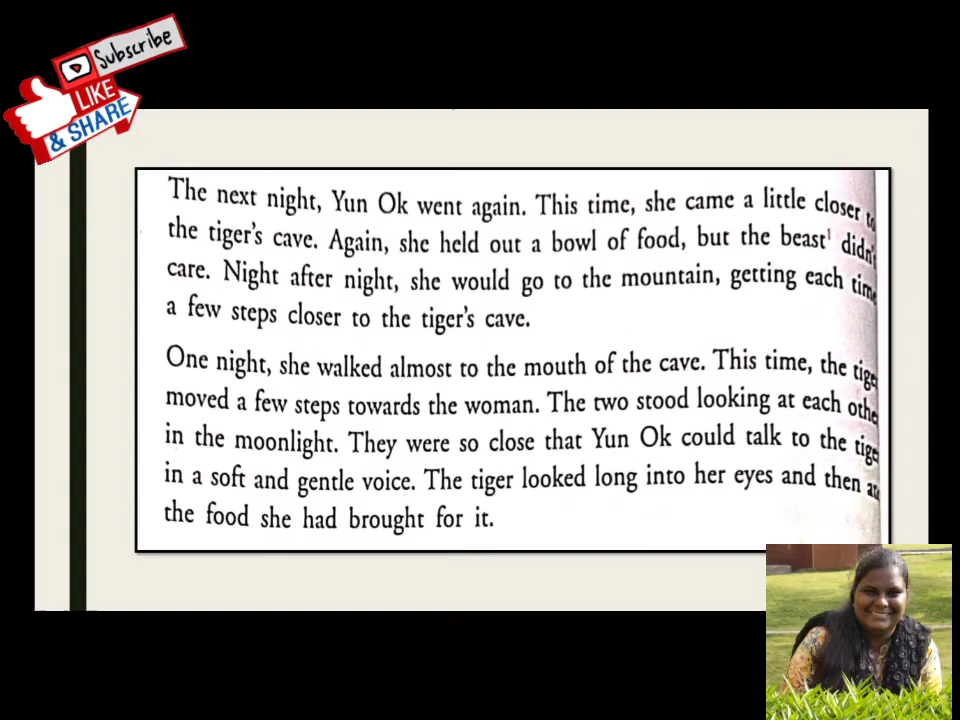 Subscribe
LIKE
& SHARE
The next night, Yun Ok went again. This time, she came a little closer to
the tiger's cave. Again, she held out a bowl of food, but the beast' didn't
care. Night after night, she would go to the mountain, getting each time
a few steps closer to the tiger's cave.
One night, she walked almost to the mouth of the cave. This time, the tige
moved a few steps towards the woman. The two stood looking at each othe
in the moonlight. They were so close that Yun Ok could talk to the tige
in a soft and gentle voice. The tiger looked long into her eyes and then
the food she had brought for it.